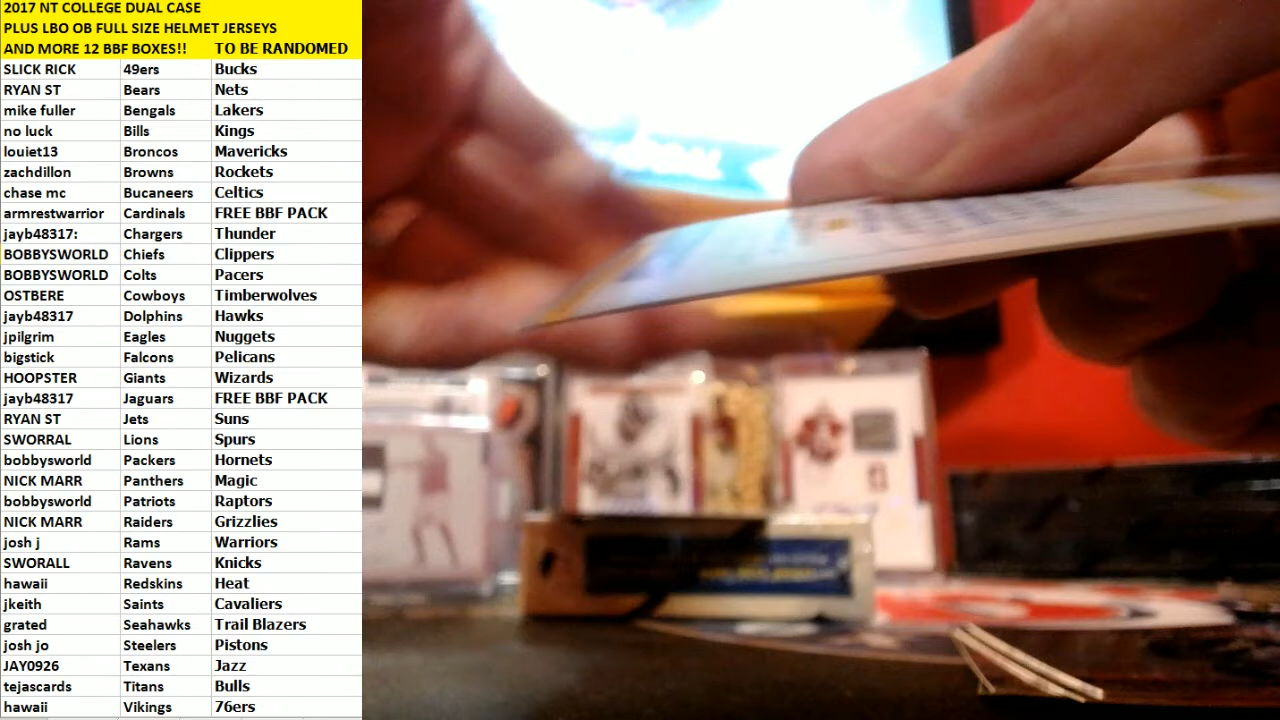 2017 NT COLLEGE DUAL CASE
PLUS LBO OB FULL SIZE HELMET JERSEYS
AND MORE 12 BBF BOXES!! TO BE RANDOMED
SLICK RICK 49ers Bucks
RYAN ST Bears Nets
mike fuller Bengals Lakers
no luck Bills Kings
louiet13 Broncos Mavericks
zachdillon Browns Rockets
chase mc Bucaneers Celtics
armrestwarrior Cardinals FREE BBF PACK
jayb48317: Chargers Thunder
BOBBYSWORLD Chiefs Clippers
BOBBYSWORLD Colts Pacers
OSTBERE Cowboys Timberwolves
jayb48317 Dolphins Hawks
jpilgrim Eagles Nuggets
bigstick Falcons Pelicans
HOOPSTER Giants Wizards
jayb48317 Jaguars FREE BBF PACK
RYAN ST Jets Suns
SWORRAL Lions Spurs
bobbysworld Packers Hornets
NICK MARR Panthers Magic
bobbysworld Patriots Raptors
NICK MARR Raiders Grizzlies
josh j Rams Warriors
SWORALL Ravens Knicks
hawaii Redskins Heat
jkeith Saints Cavaliers
grated Seahawks Trail Blazers
josh jo Steelers Pistons
JAY0926 Texans Jazz
tejascards Titans Bulls
hawaii Vikings 76ers